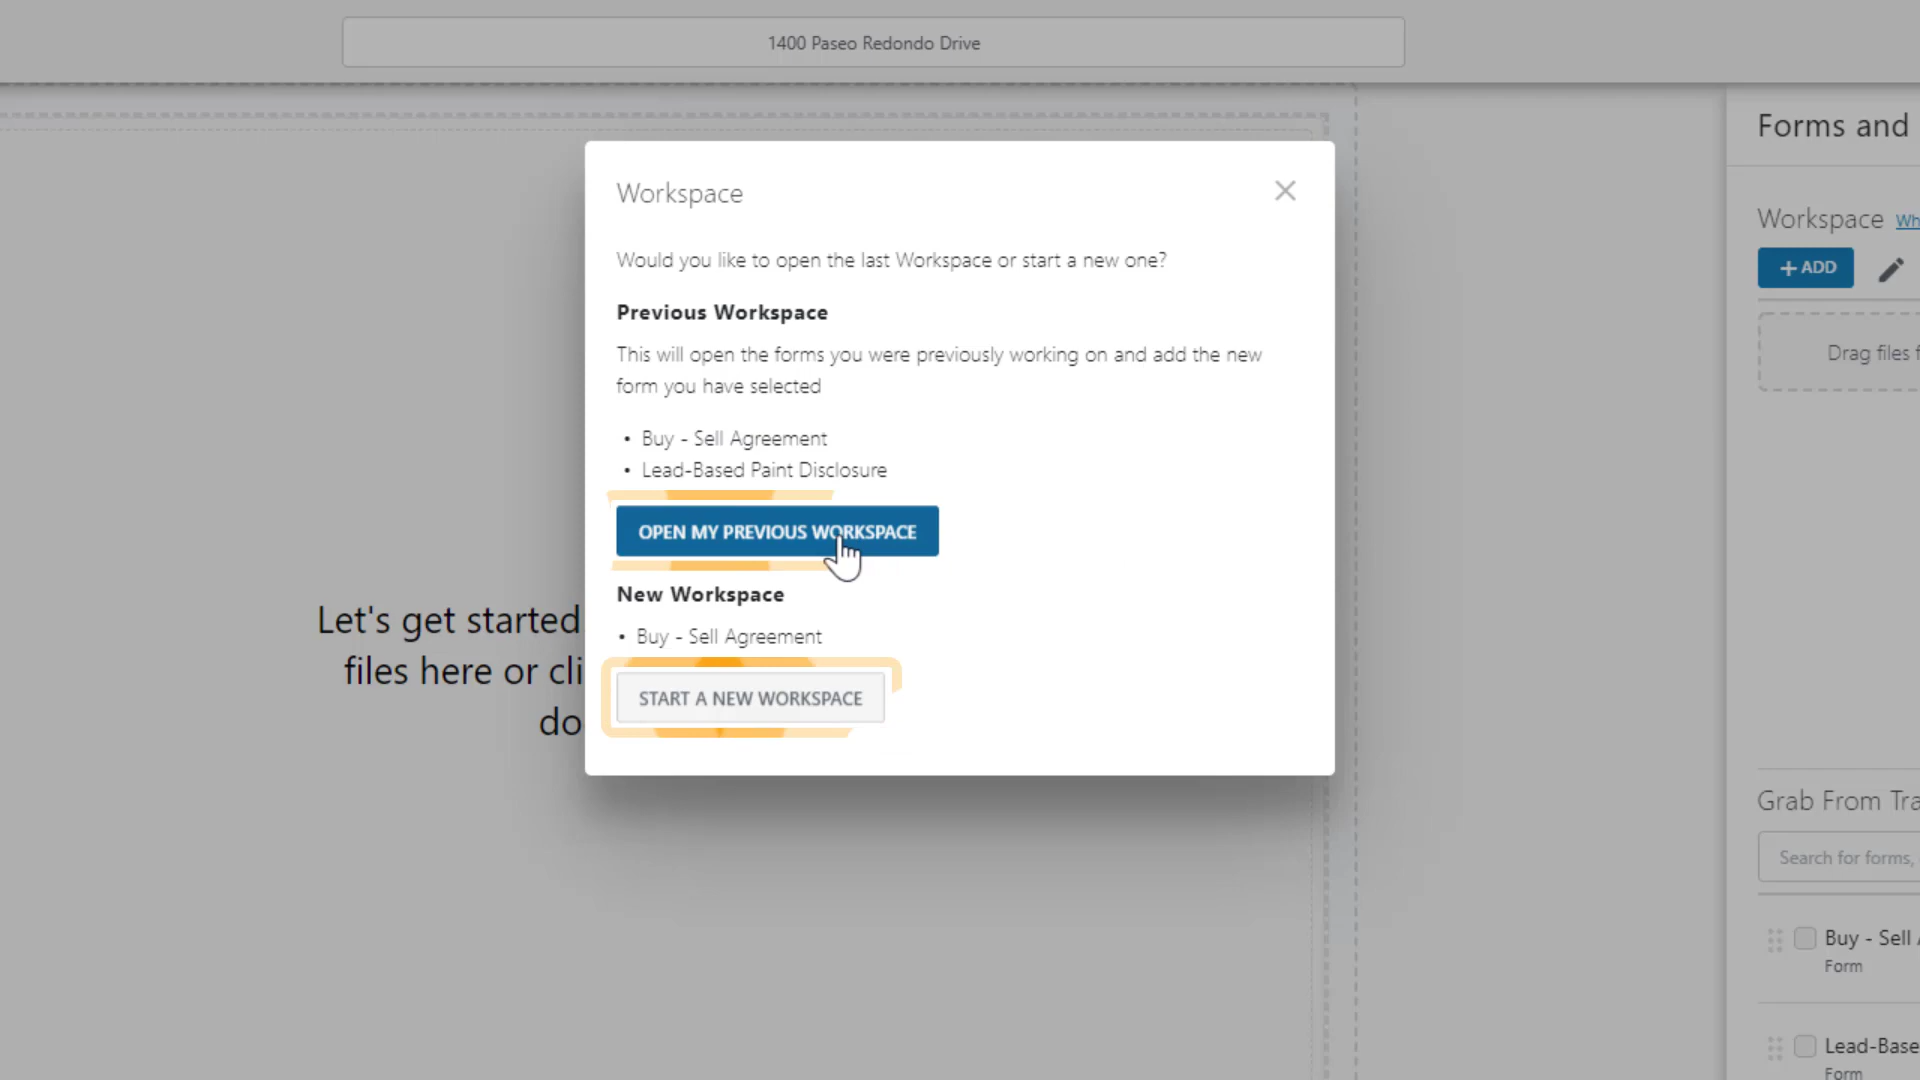 1400 Paseo Redondo Drive
Forms and
Workspace
Would you like to open the last Workspace or start a new one?
Previous Workspace
This will open the forms you were previously working on and add the new
form you have selected
• Buy - Sell Agreement
• Lead-Based Paint Disclosure
OPEN MY PREVIOUS WORKSPACE
New Workspace
• Buy - Sell Agreement
START A NEW WORKSPACE
Let's get started
files here or cli
do
Workspace Wh
+ ADD
Drag files f
Grab From Tra
Search for forms,
Buy - Sell A
Form
Lead-Base
Form